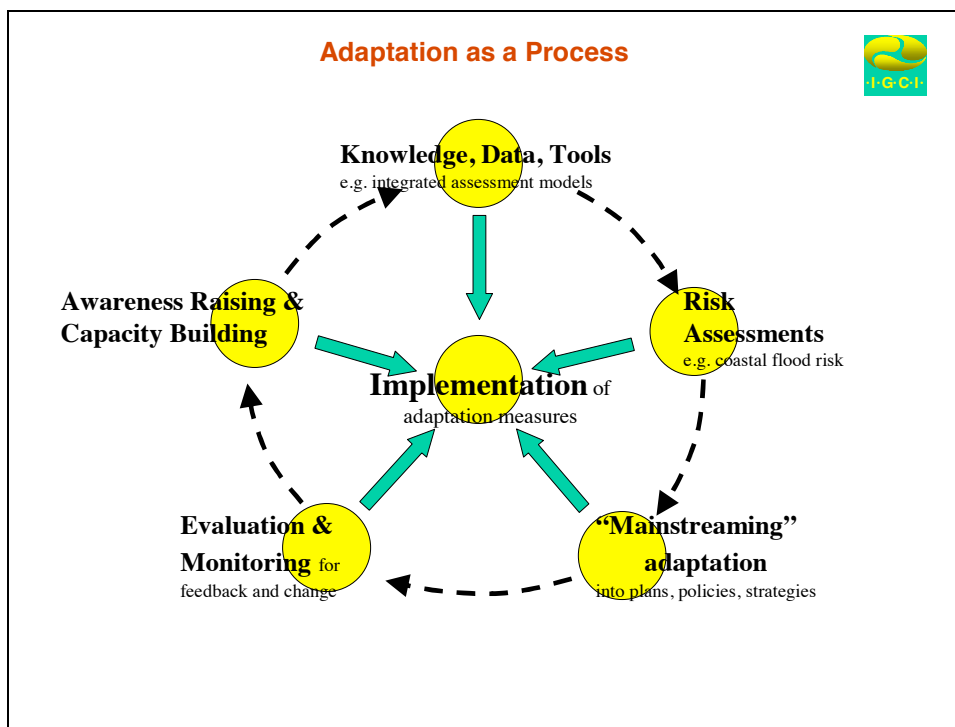 Adaptation as a Process
·I·G·C·I·
Knowledge, Data, Tools
e.g. integrated assessment models
Awareness Raising &
Capacity Building
Risk
Assessments
e.g. coastal flood risk
Implementation of
adaptation measures
Evaluation &
Monitoring for
feedback and change
“Mainstreaming”
adaptation
into plans, policies, strategies